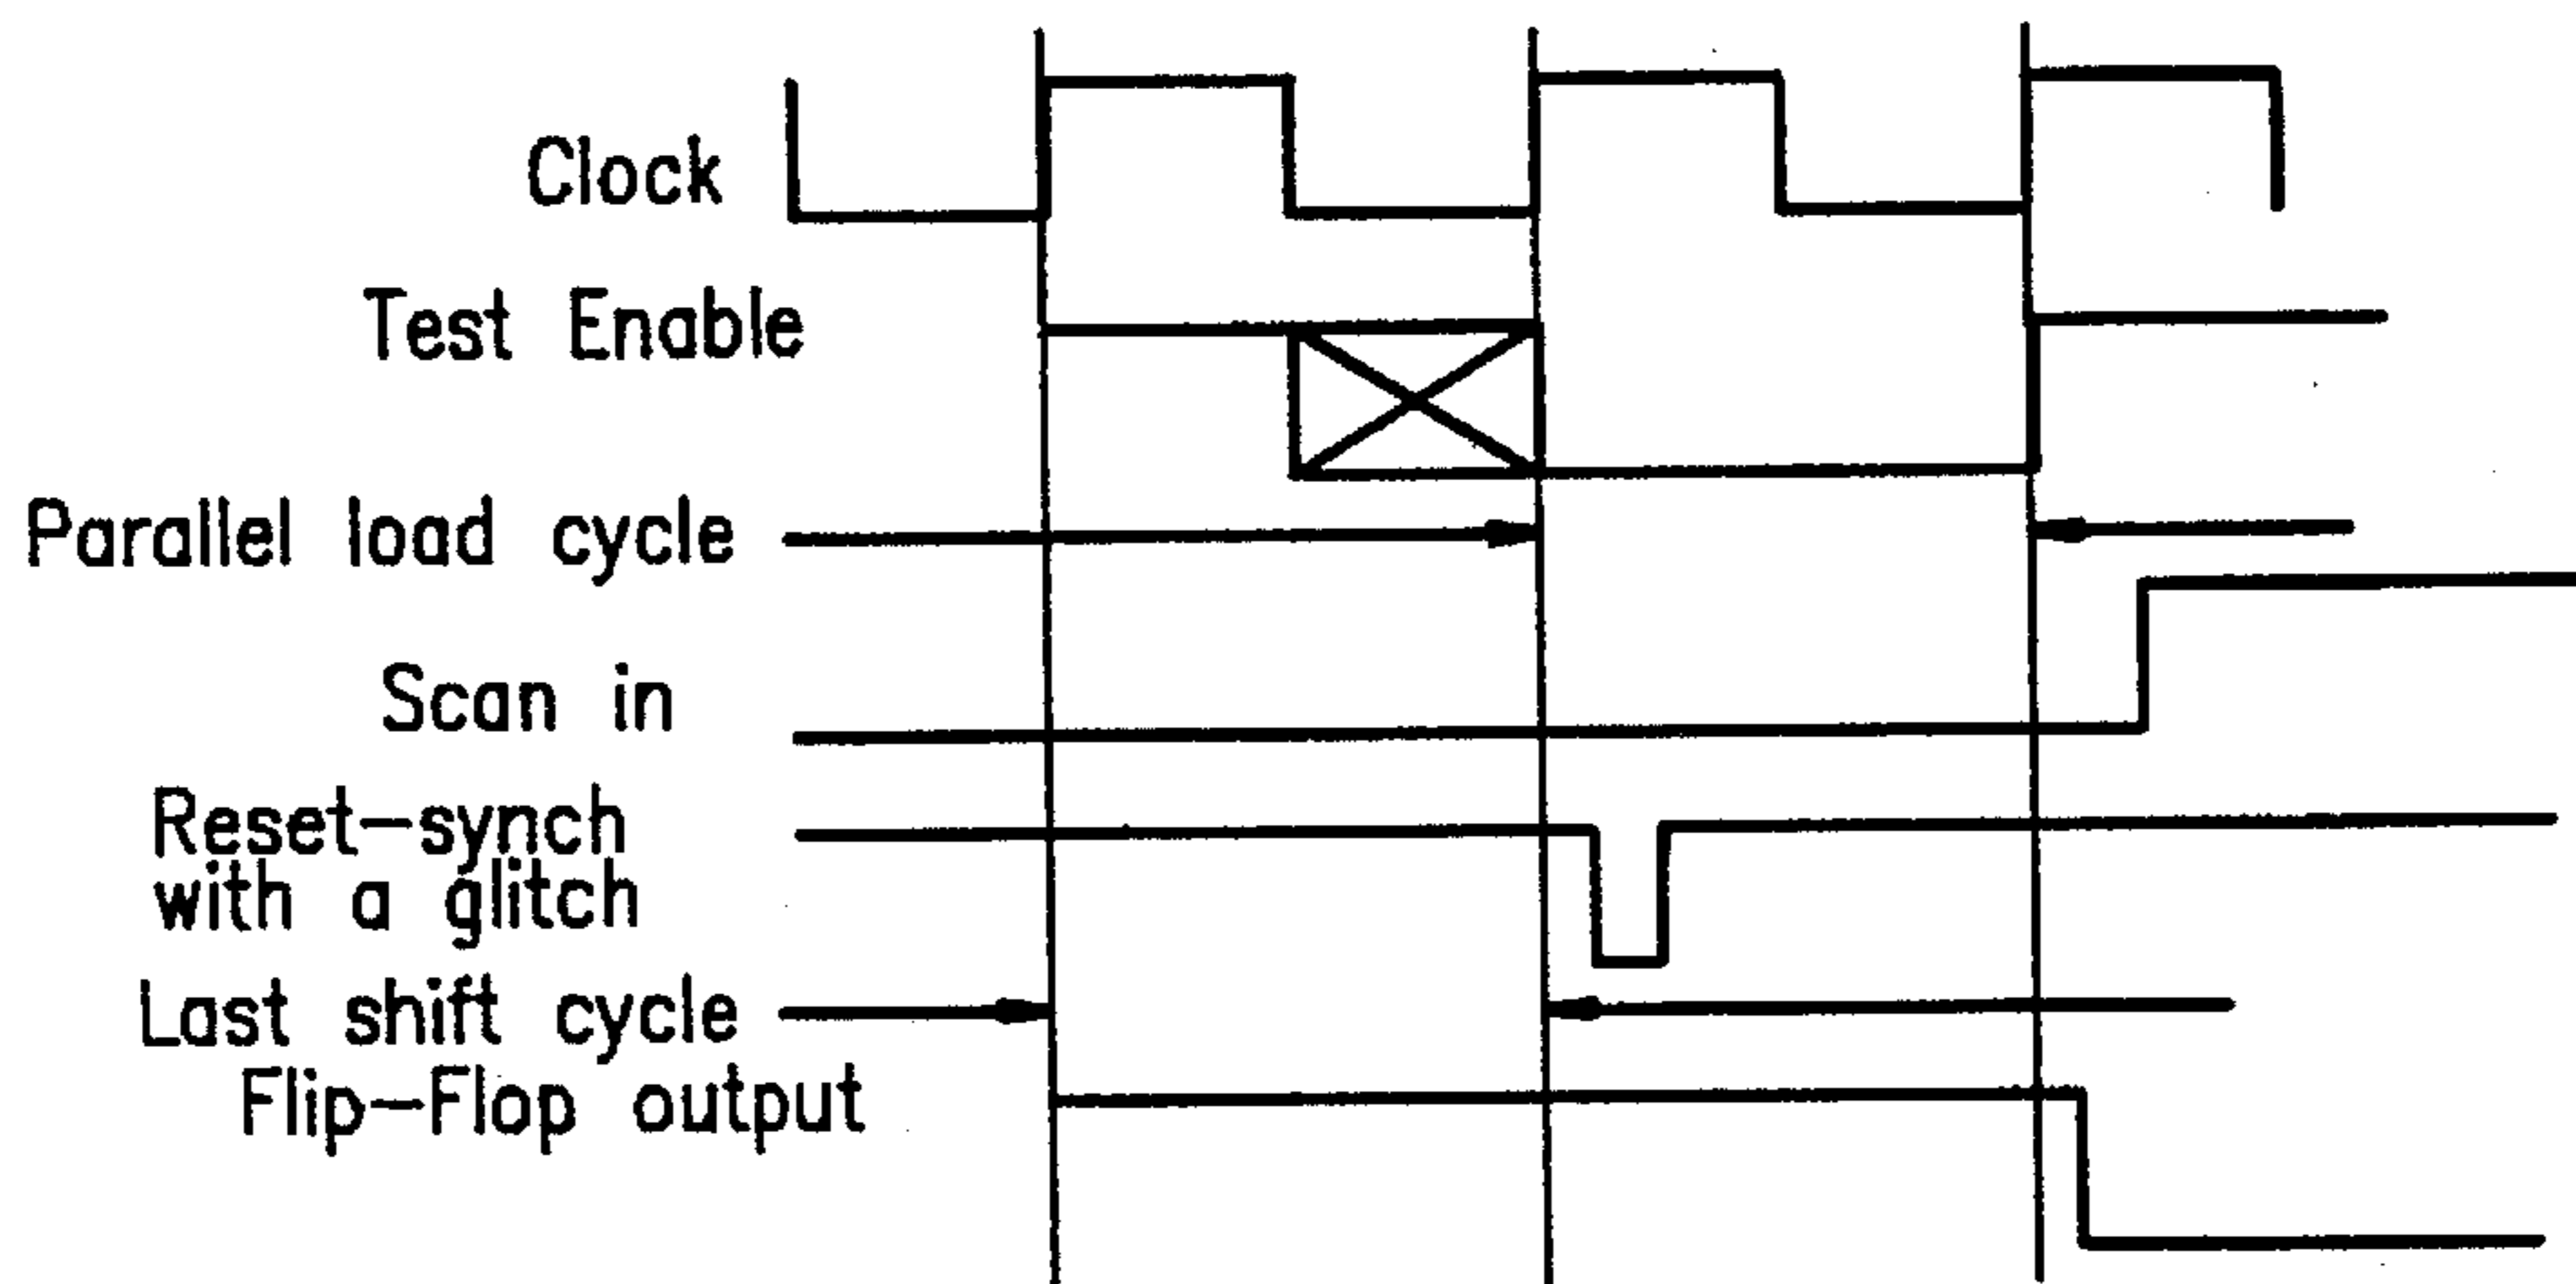 Clock
Test Enable
Parallel load cycle
Scan in
Reset-synch
with a glitch
Last shift cycle
Flip-Flop output